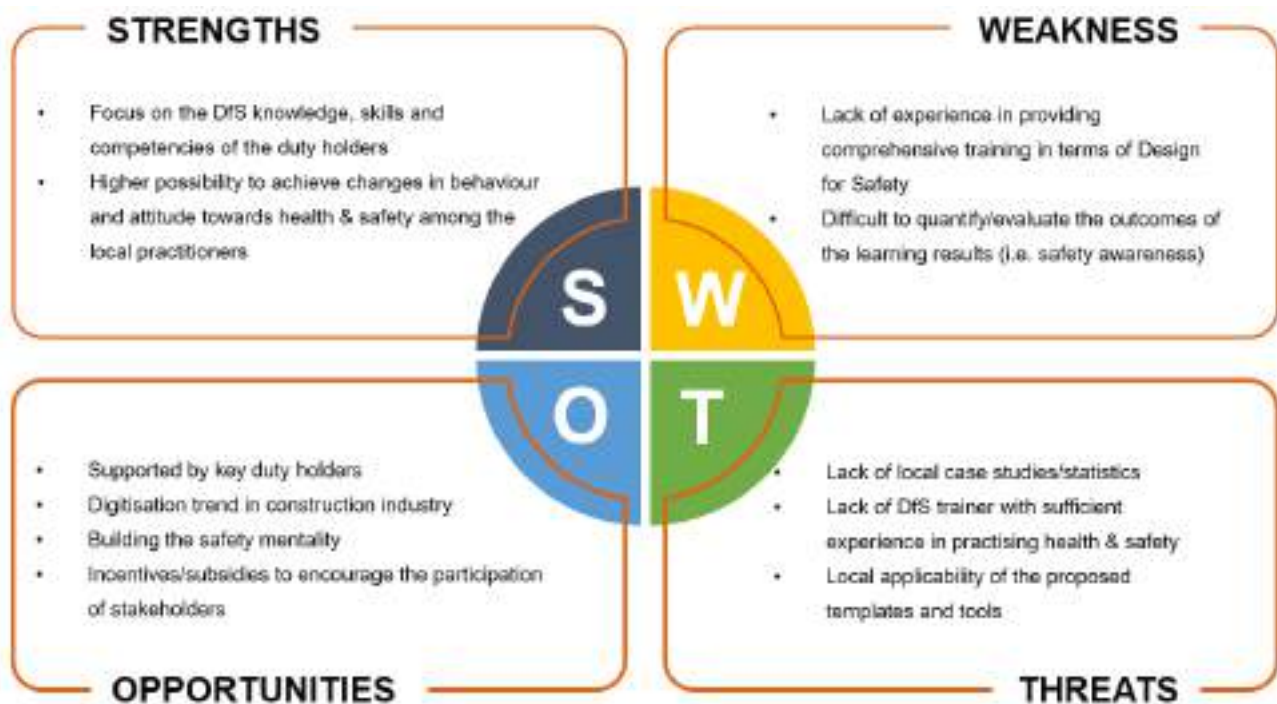 STRENGTHS
• Focus on the DfS knowledge, skills and
competencies of the duty holders
• Higher possibility to achieve changes in behaviour
and attitude towards health & safety among the
local practitioners
WEAKNESS
• Lack of experience in providing
comprehensive training in terms of Design
for Safety
• Difficult to quantify/evaluate the outcomes of
the learning results (i.e. safety awareness)
S
W
O
T
• Supported by key duty holders
• Digitisation trend in construction industry
• Building the safety mentality
• Incentives/subsidies to encourage the participation
of stakeholders
OPPORTUNITIES
• Lack of local case studies/statistics
• Lack of DfS trainer with sufficient
experience in practising health & safety
• Local applicability of the proposed
templates and tools
THREATS